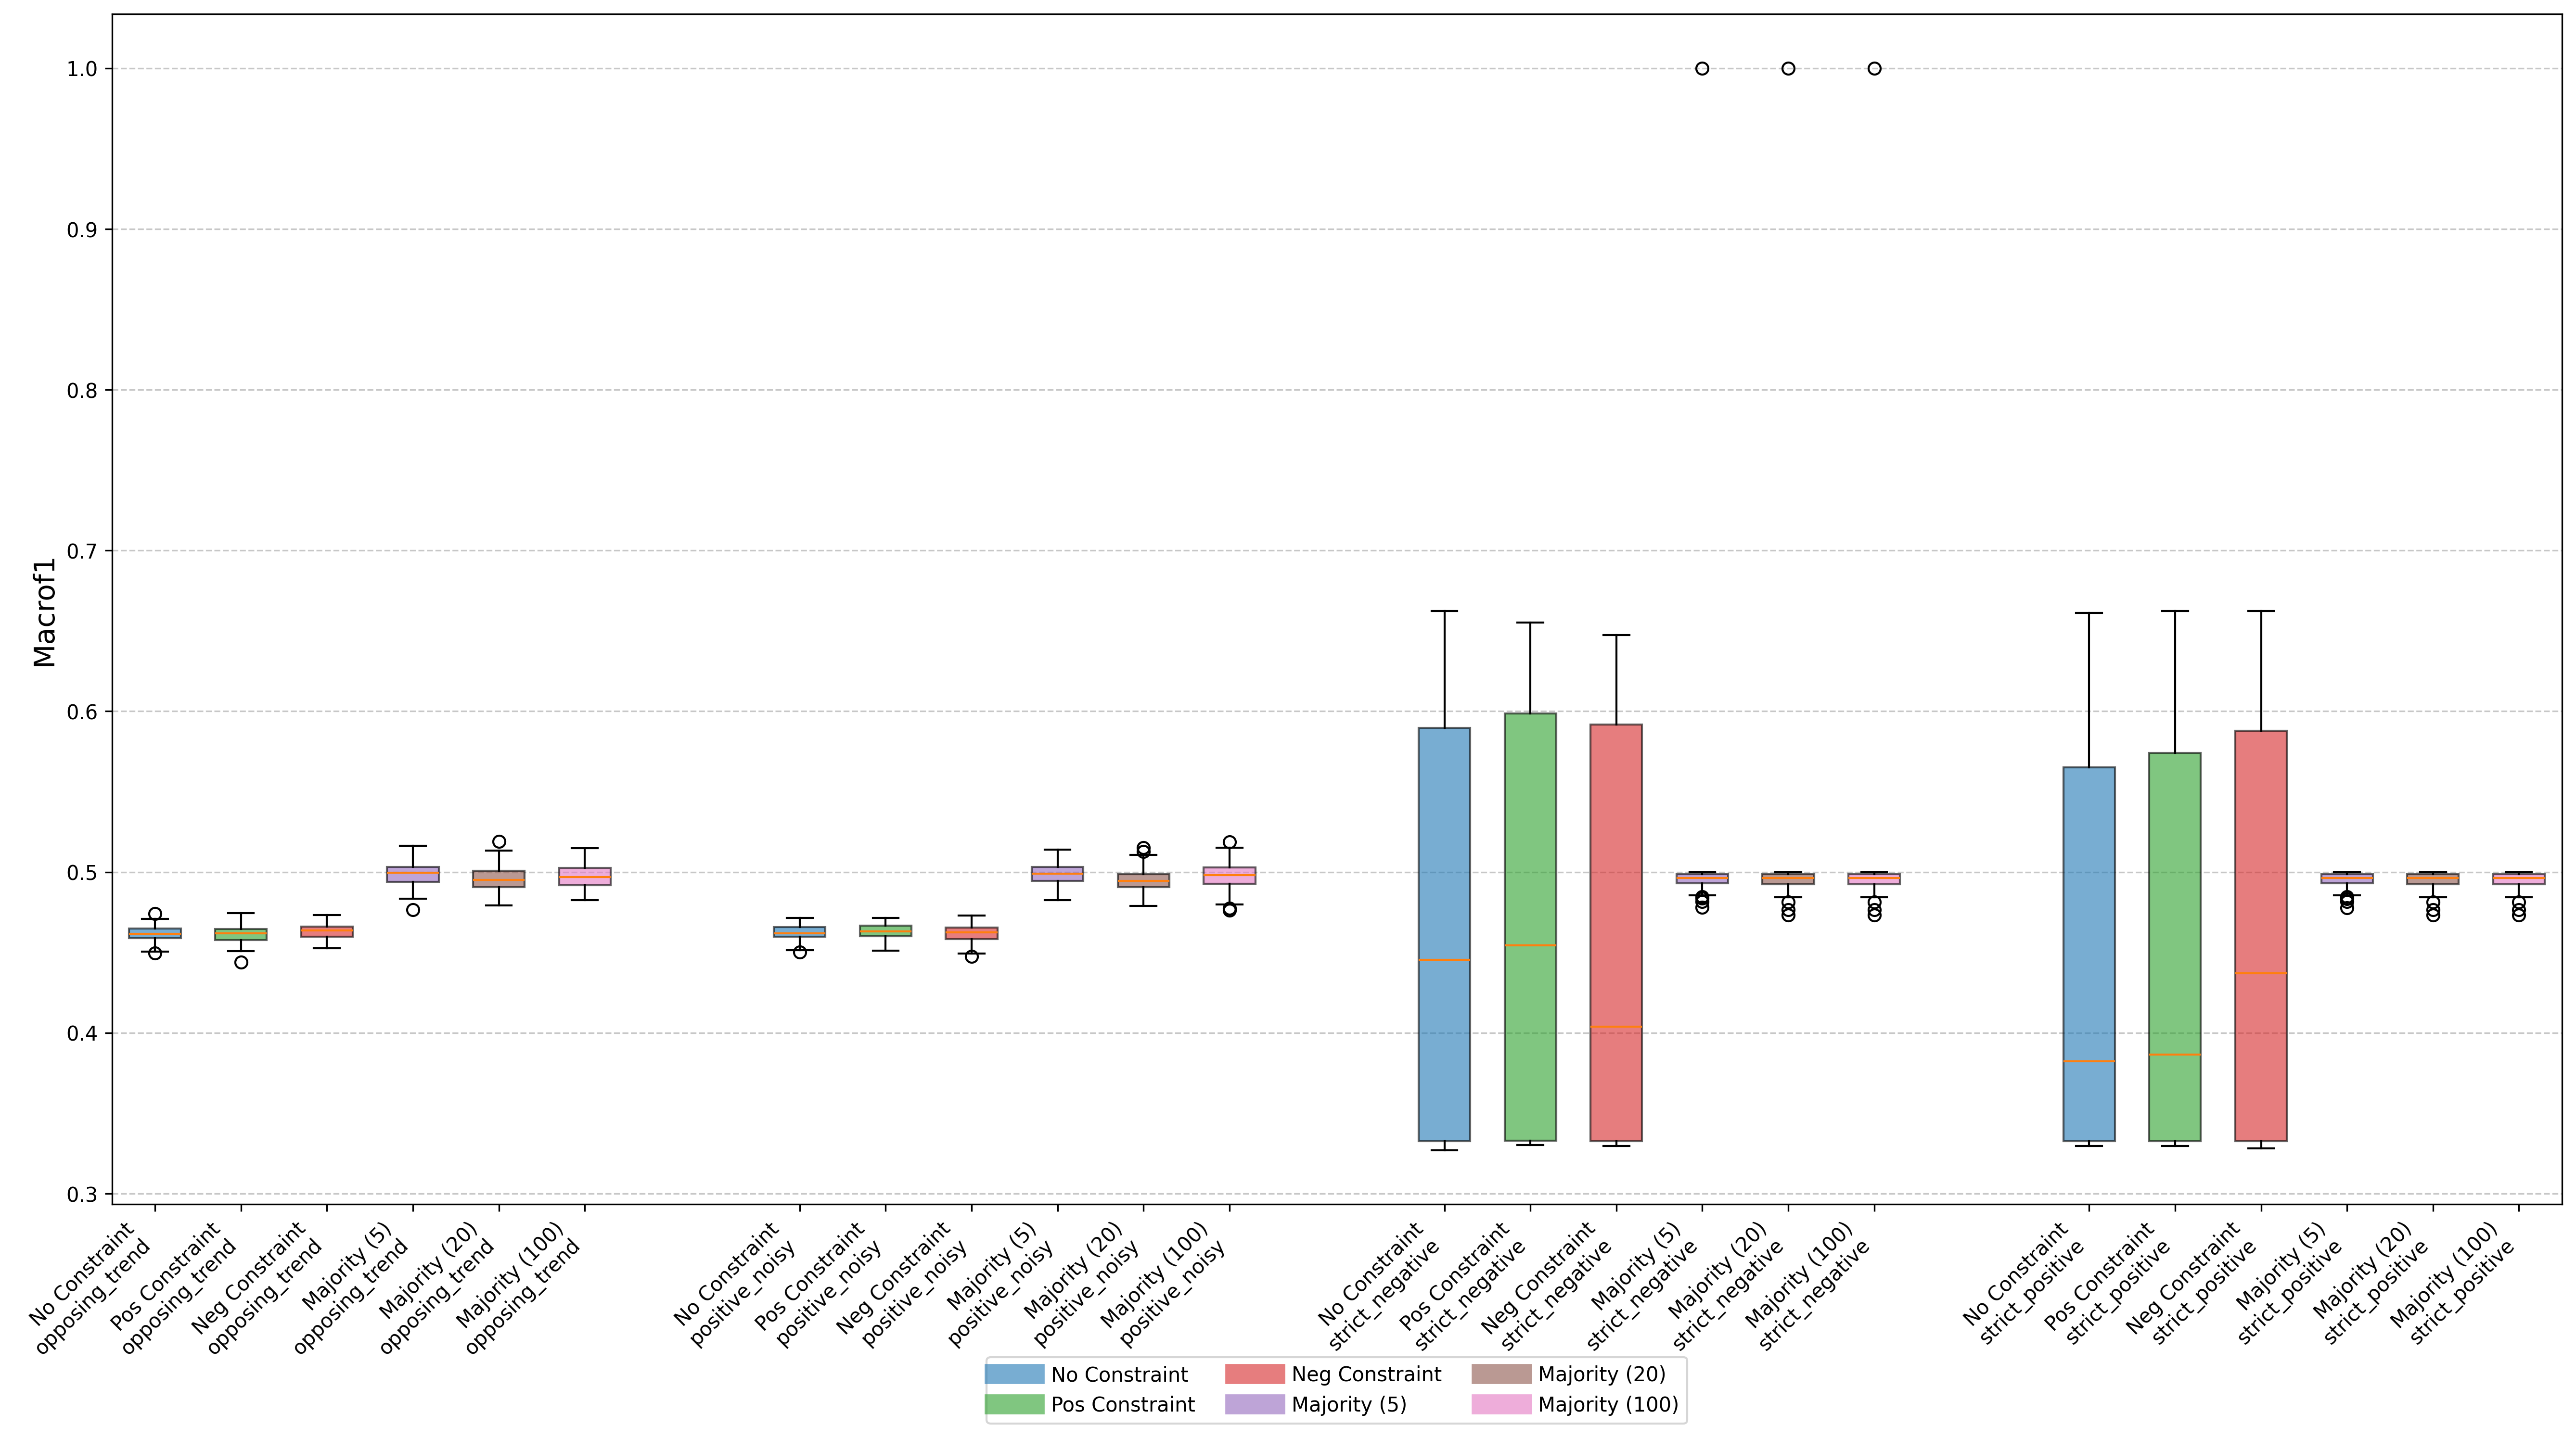 1.0
0.9
0.8
0.7
0.6
0.5
0.4
0.3
Macrof1
No Constraint
opposing_trend
Pos Constraint
opposing_trend
Neg Constraint
opposing_trend
Majority (5)
opposing_trend
Majority (20)
opposing_trend
Majority (100)
opposing_trend
No Constraint
positive_noisy
Pos Constraint
positive_noisy
Neg Constraint
positive_noisy
Majority (5)
positive_noisy
Majority (20)
positive_noisy
Majority (100)
positive_noisy
No Constraint
strict_negative
Pos Constraint
strict_negative
Neg Constraint
strict_negative
Majority (5)
strict_negative
Majority (20)
strict_negative
Majority (100)
strict_negative
No Constraint
strict_positive
Pos Constraint
strict_positive
Neg Constraint
strict_positive
Majority (5)
strict_positive
Majority (20)
strict_positive
Majority (100)
strict_positive
No Constraint
Pos Constraint
Neg Constraint
Majority (5)
Majority (20)
Majority (100)